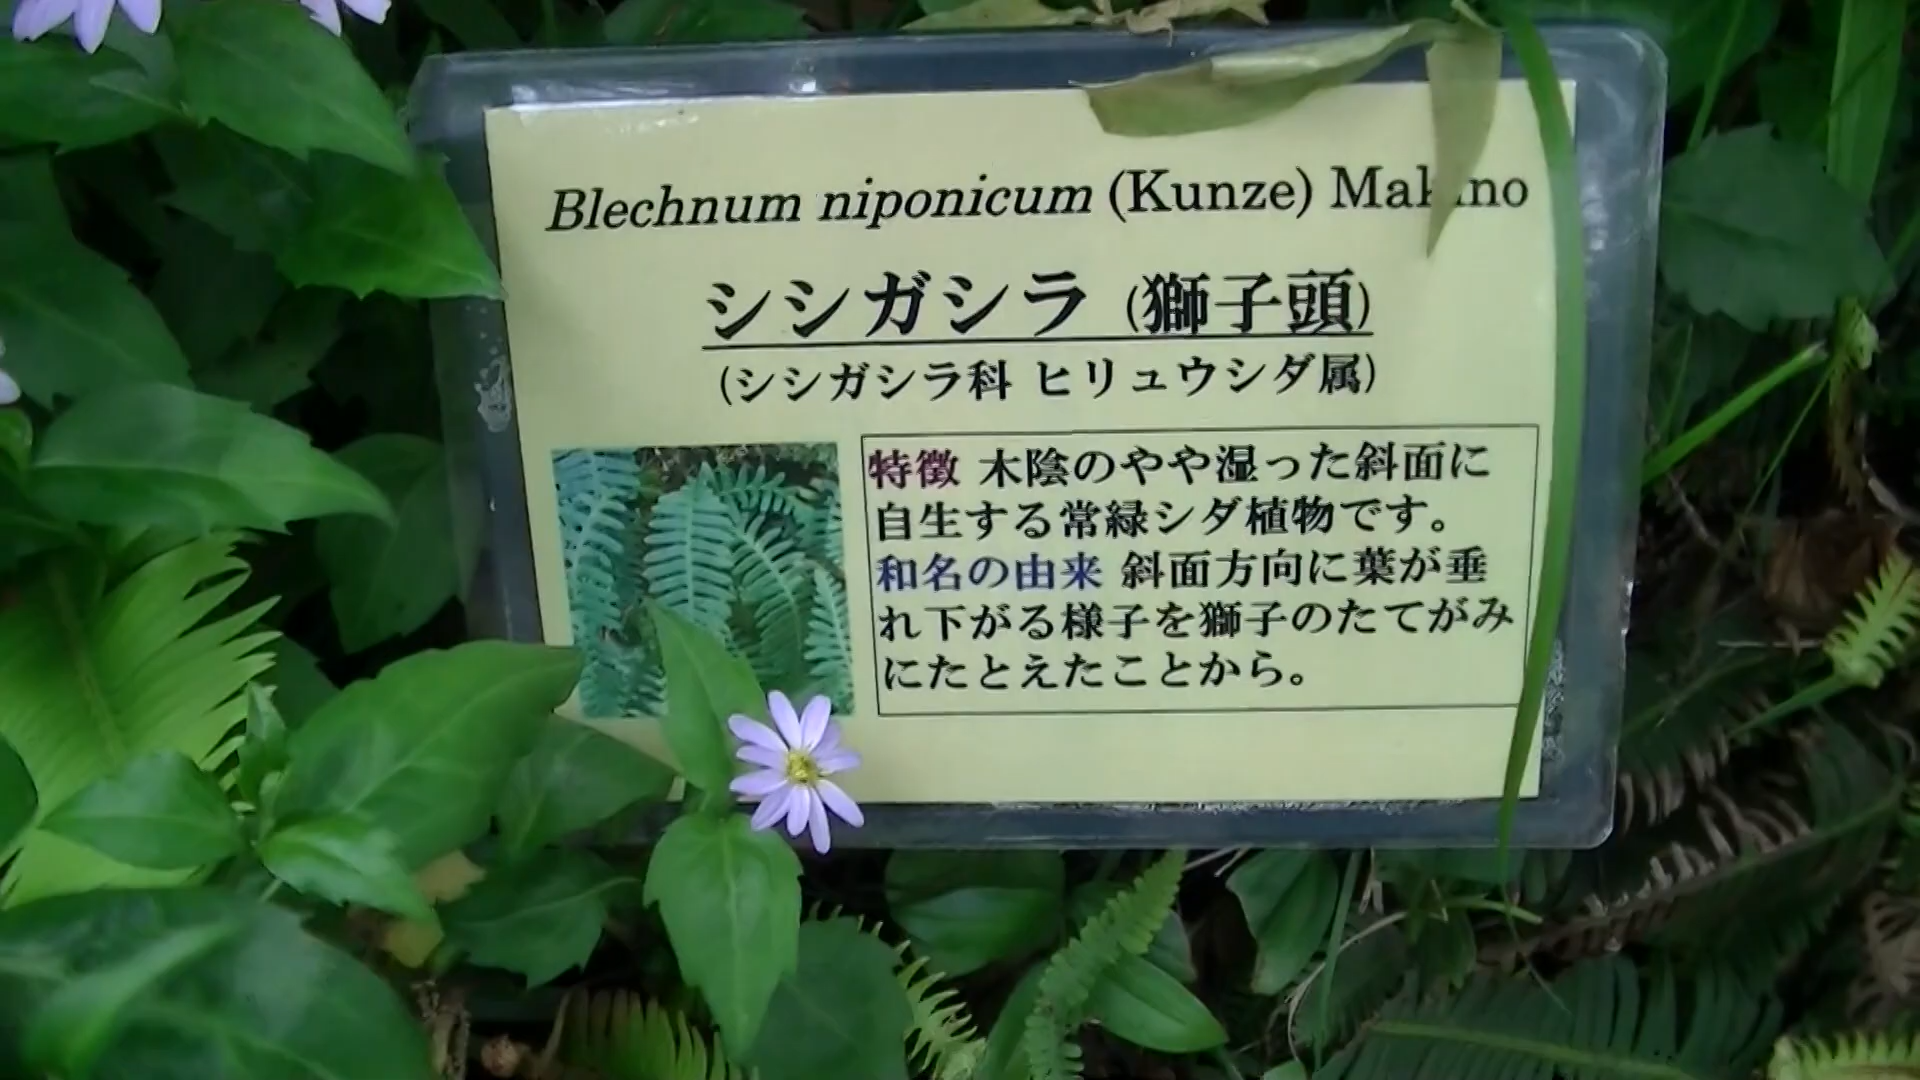 Blechnum niponicum (Kunze) Makino
シシガシラ (獅子頭)
(シシガシラ科 ヒリュウシダ属)
特徴 木陰のやや湿った斜面に
自生する常緑シダ植物です。
和名の由来 斜面方向に葉が垂
れ下がる様子を獅子のたてがみ
にたとえたことから。